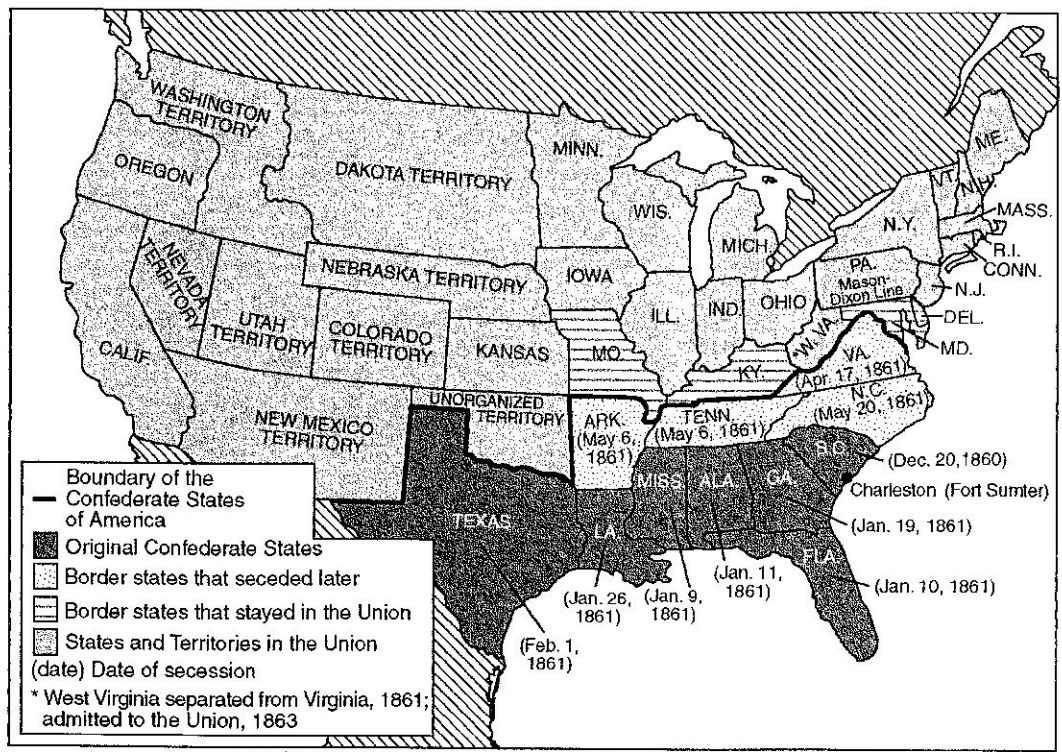 WASHINGTON
TERRITORY
OREGON
DAKOTA TERRITORY
MINN.
WIS.
MICH.
ME.
VT.
N.H.
N.Y.
MASS.
R.I.
CONN.
NEVADA
TERRITORY
NEBRASKA TERRITORY
IOWA
ILL.
IND.
OHIO
PA.
Mason-
Dixon Line
N.J.
DEL.
MD.
CALIF.
UTAH
TERRITORY
COLORADO
TERRITORY
KANSAS
MO.
KY.
*W. VA.
VA.
(Apr. 17, 1861)
NEW MEXICO
TERRITORY
UNORGANIZED
TERRITORY
ARK.
(May 6,
1861)
TENN.
(May 6, 1861)
N.C.
(May 20, 1861)
S.C.
(Dec. 20, 1860)
Charleston (Fort Sumter)
TEXAS
(Feb. 1,
1861)
LA.
(Jan. 26,
1861)
MISS.
(Jan. 9,
1861)
ALA.
(Jan. 11,
1861)
GA.
(Jan. 19, 1861)
FLA.
(Jan. 10, 1861)
Boundary of the
Confederate States
of America
Original Confederate States
Border states that seceded later
Border states that stayed in the Union
States and Territories in the Union
(date) Date of secession
* West Virginia separated from Virginia, 1861;
admitted to the Union, 1863